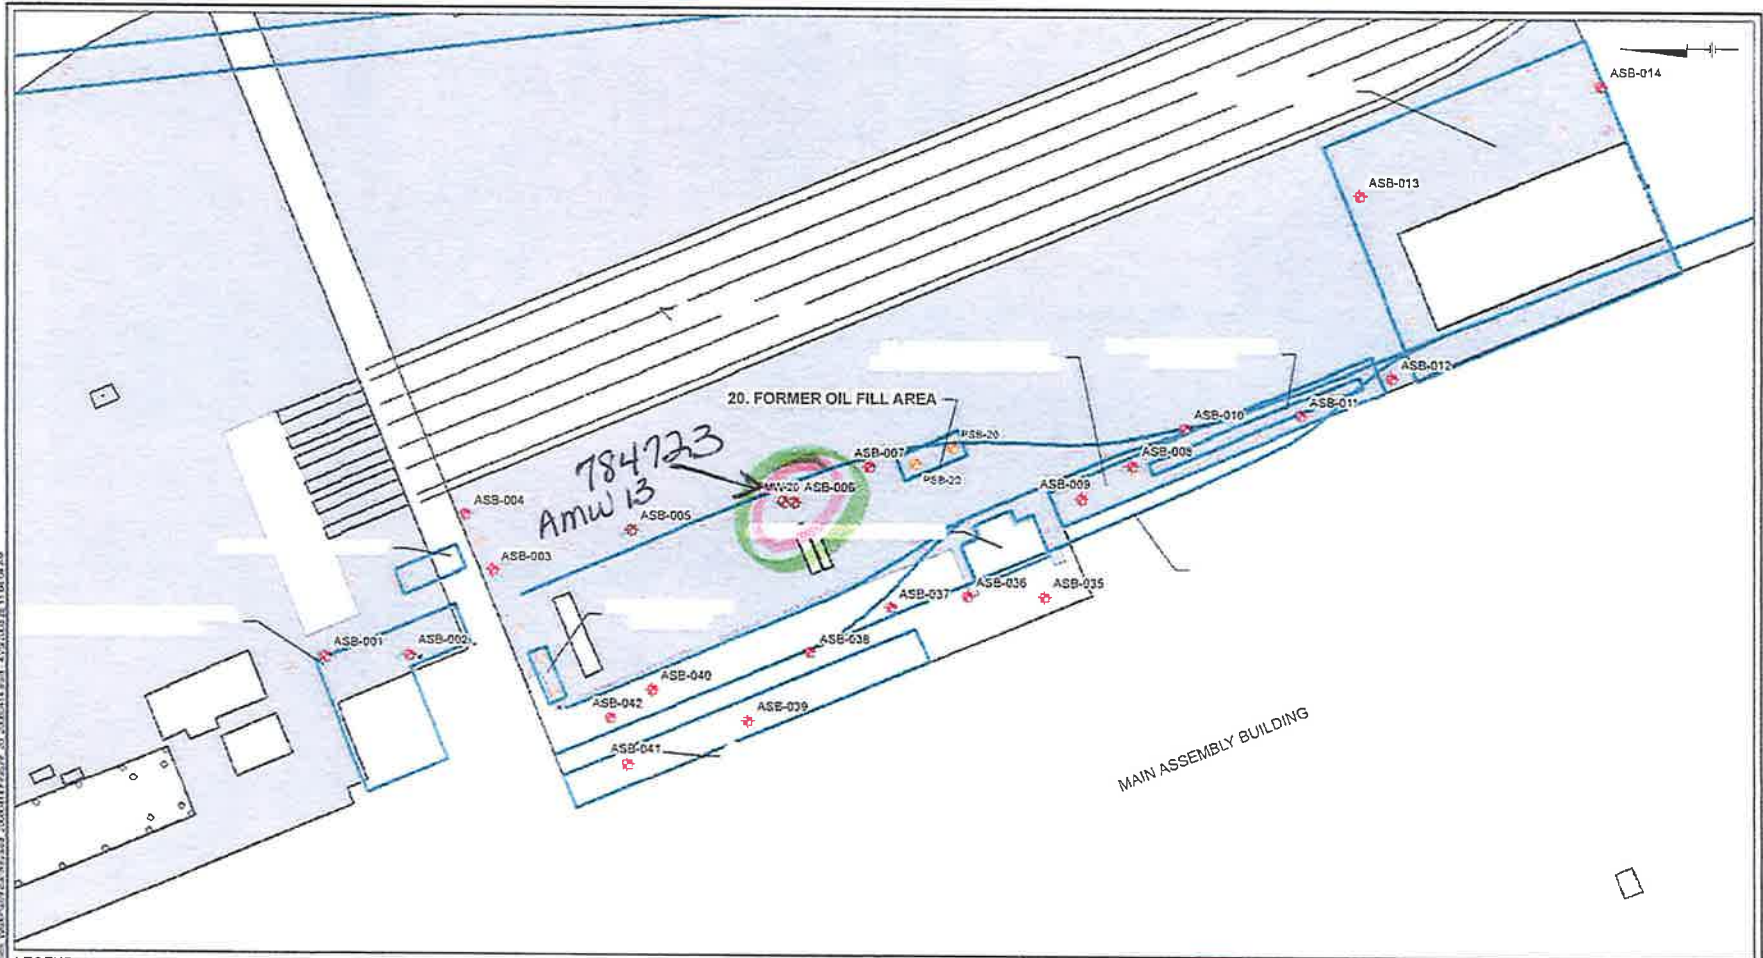 ASB-014
ASB-013
ASB-012
20. FORMER OIL FILL AREA
ASB-011
ASB-010
PSB-20
784723
ASB-007
ASB-008
PSB-22
MW-20 ASB-006
ASB-009
AMW 13
ASB-004
ASB-005
ASB-003
ASB-036
ASB-035
ASB-037
ASB-001
ASB-002
ASB-038
ASB-040
ASB-042
ASB-039
ASB-041
MAIN ASSEMBLY BUILDING